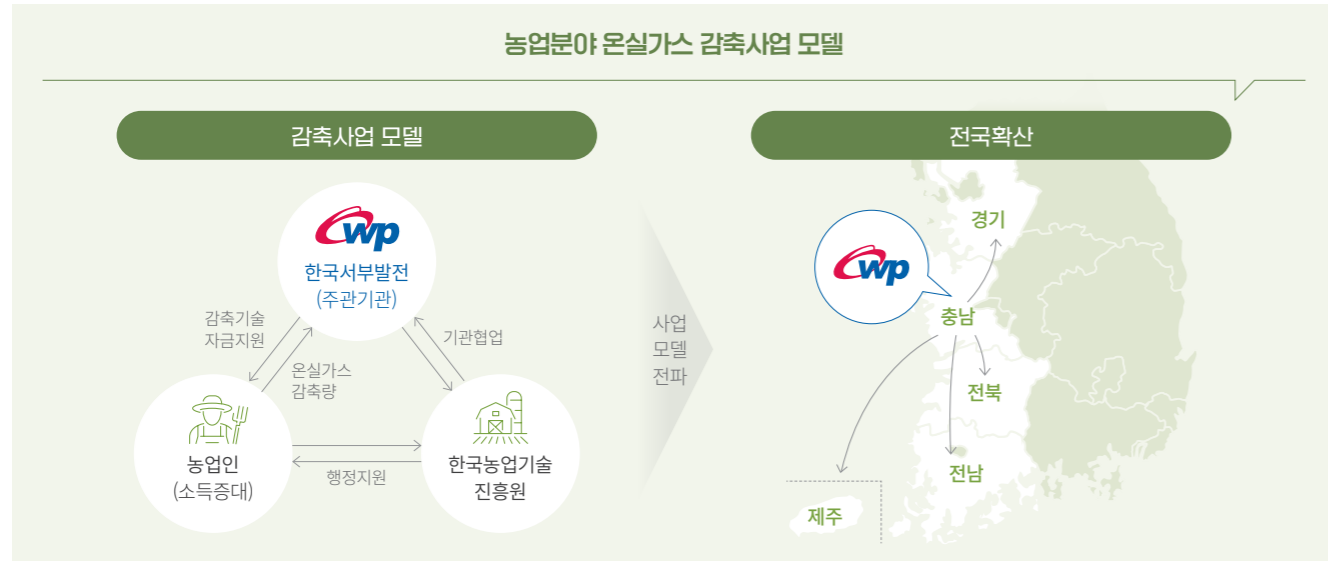 농업분야 온실가스 감축사업 모델
감축사업 모델
wp
한국서부발전
(주관기관)
감축기술
자금지원
온실가스
감축량
기관협업
농업인
(소득증대)
행정지원
한국농업기술
진흥원
사업
모델
전파
전국확산
경기
wp
충남
전북
전남
제주